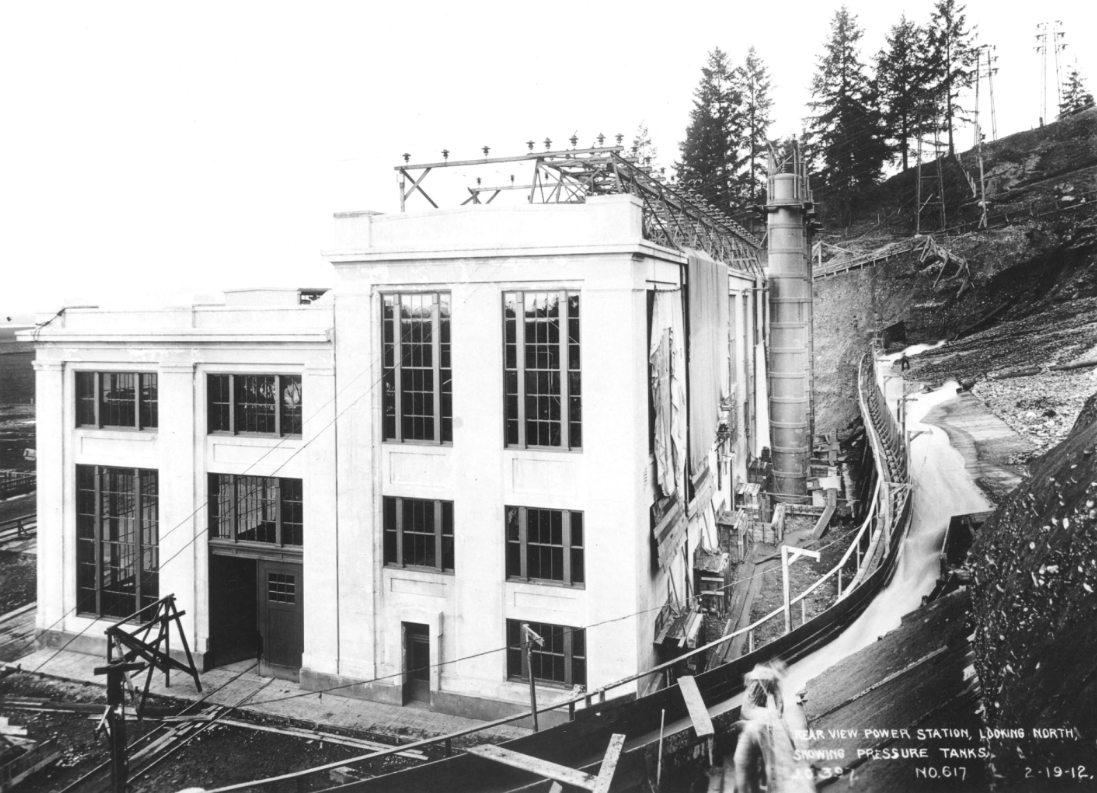 REAR VIEW POWER STATION, LOOKING NORTH,
SHOWING PRESSURE TANKS.
NO.617 2-19-12.